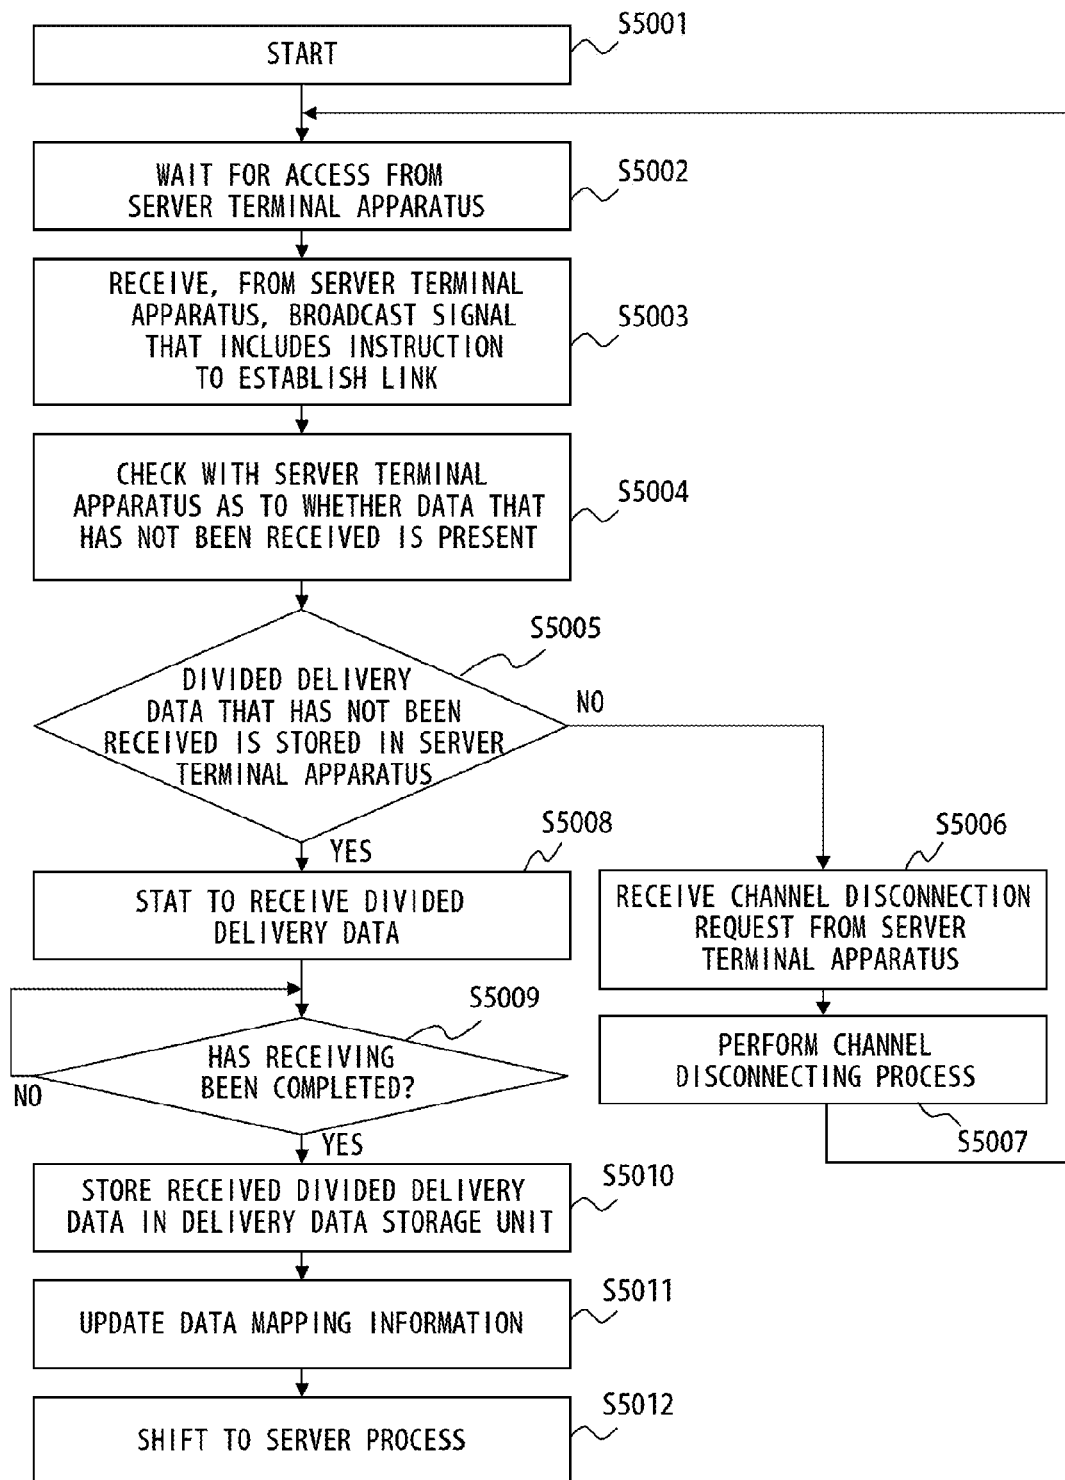 START
S5001
WAIT FOR ACCESS FROM
SERVER TERMINAL APPARATUS
S5002
RECEIVE, FROM SERVER TERMINAL
APPARATUS, BROADCAST SIGNAL
THAT INCLUDES INSTRUCTION
TO ESTABLISH LINK
S5003
CHECK WITH SERVER TERMINAL
APPARATUS AS TO WHETHER DATA THAT
HAS NOT BEEN RECEIVED IS PRESENT
S5004
DIVIDED DELIVERY
DATA THAT HAS NOT BEEN
RECEIVED IS STORED IN SERVER
TERMINAL APPARATUS
S5005
NO
YES
RECEIVE CHANNEL DISCONNECTION
REQUEST FROM SERVER
TERMINAL APPARATUS
S5006
PERFORM CHANNEL
DISCONNECTING PROCESS
S5007
STAT TO RECEIVE DIVIDED
DELIVERY DATA
S5008
HAS RECEIVING
BEEN COMPLETED?
S5009
NO
YES
STORE RECEIVED DIVIDED DELIVERY
DATA IN DELIVERY DATA STORAGE UNIT
S5010
UPDATE DATA MAPPING INFORMATION
S5011
SHIFT TO SERVER PROCESS
S5012